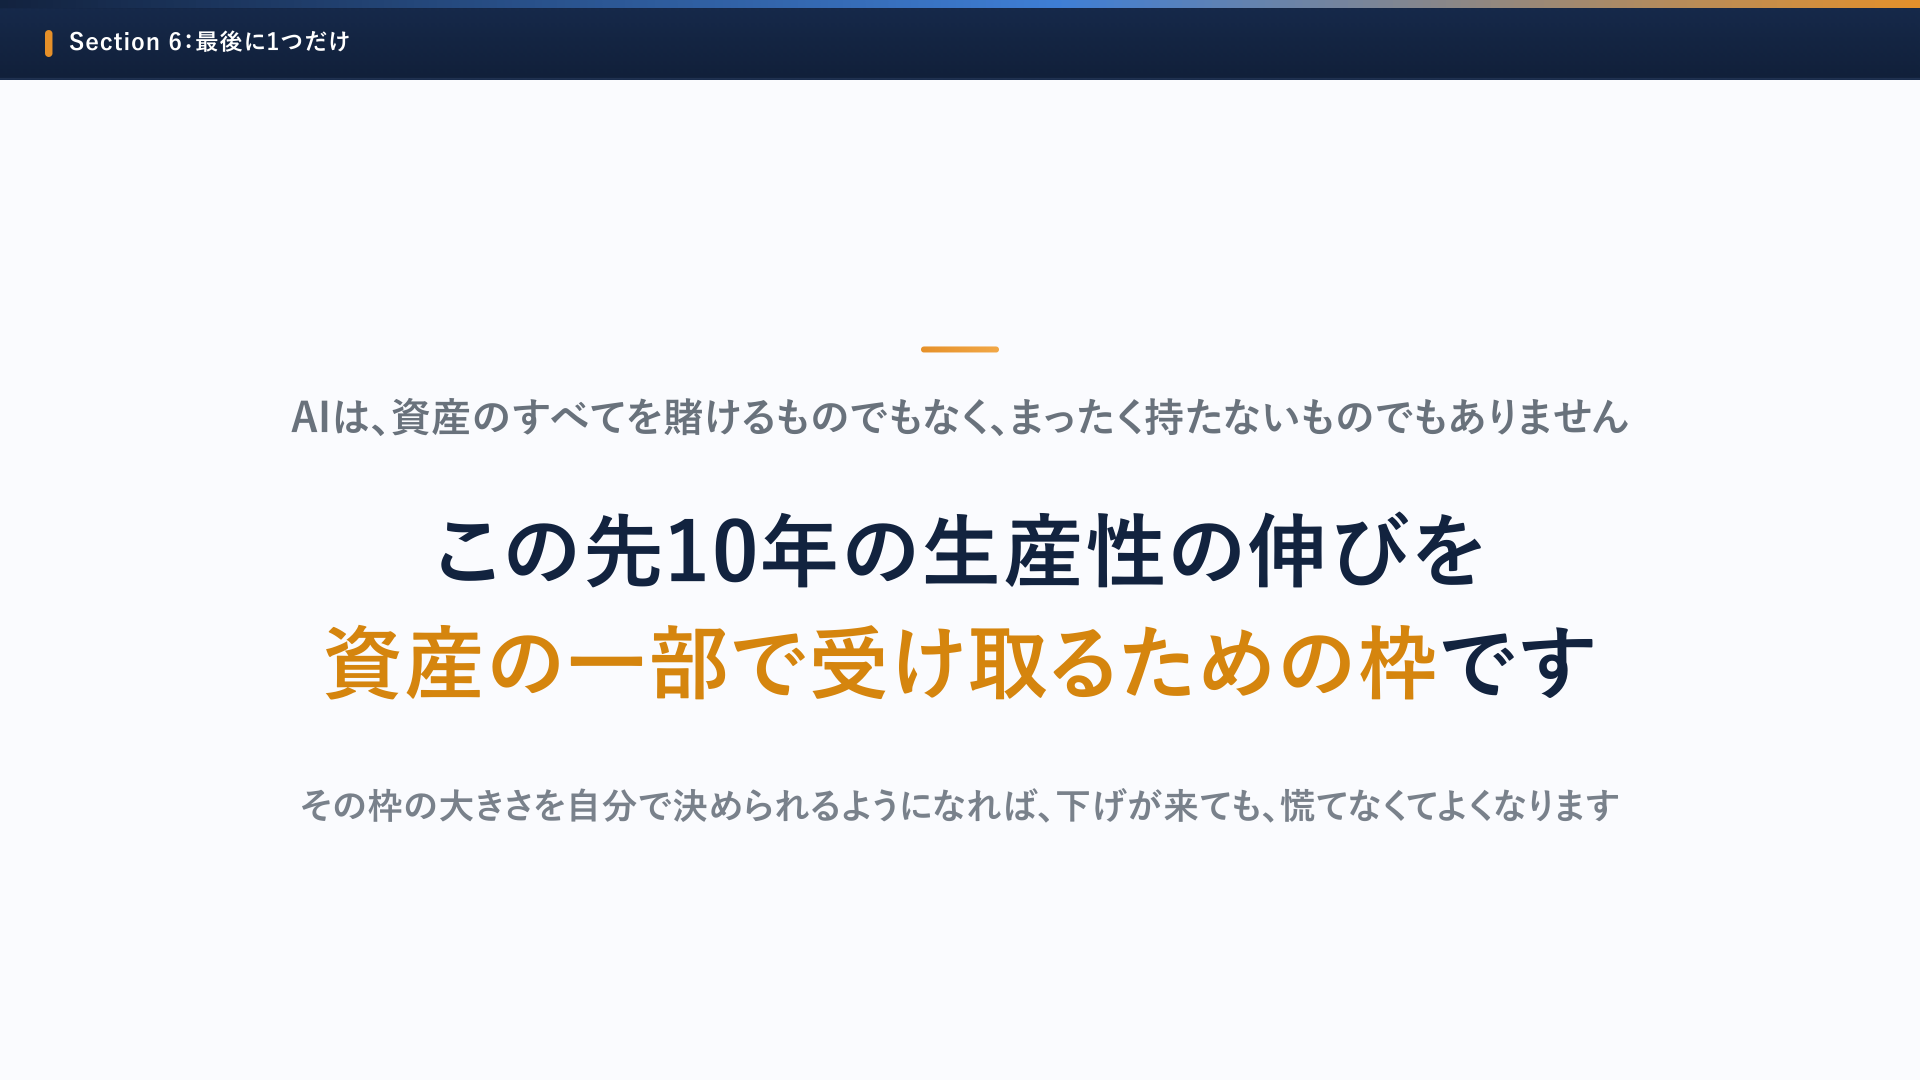 Section 6：最後に1つだけ
AIは、資産のすべてを賭けるものでもなく、まったく持たないものでもありません
この先10年の生産性の伸びを
資産の一部で受け取るための枠です
その枠の大きさを自分で決められるようになれば、下げが来ても、慌てなくてよくなります